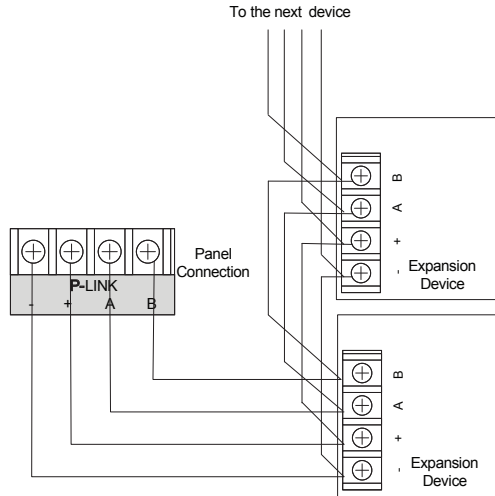 To the next device
B
A
+
-
Expansion
Device
Panel
Connection
P-LINK
- + A B
B
A
+
-
Expansion
Device